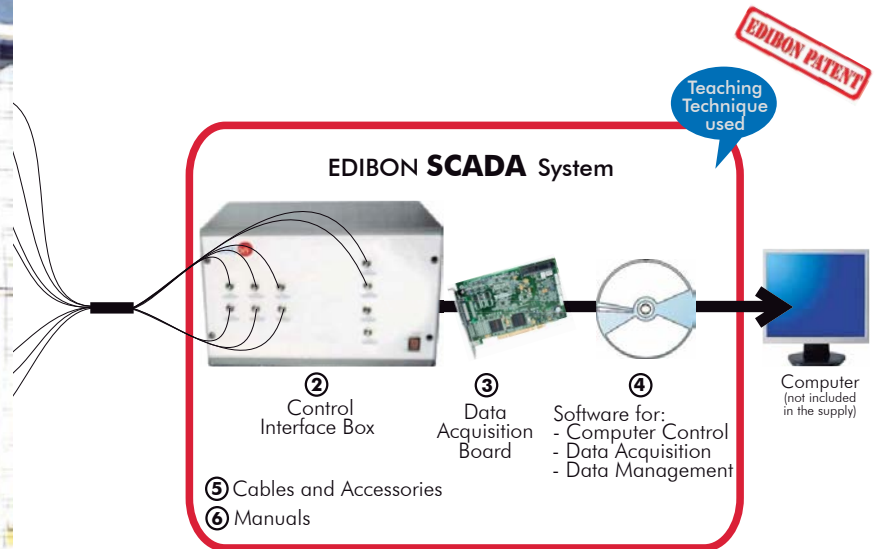 EDIBON PATENT
Teaching
Technique
used
EDIBON SCADA System
2
Control
Interface Box
3
Data
Acquisition
Board
4
Software for:
- Computer Control
- Data Acquisition
- Data Management
Computer
(not included
in the supply)
5 Cables and Accessories
6 Manuals